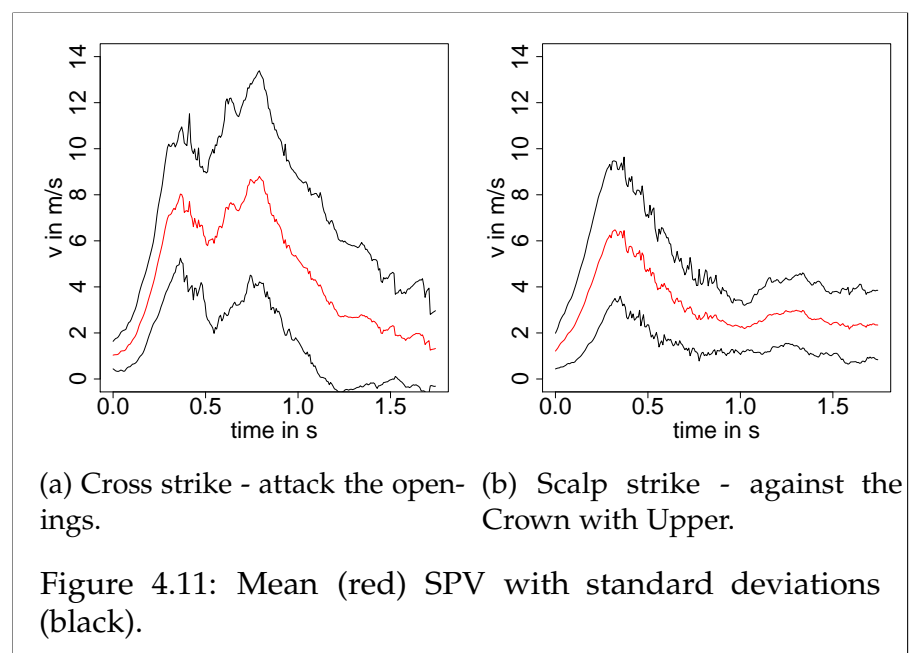 0 2 4 6 8 10 12 14
v in m/s
0.0 0.5 1.0 1.5
time in s
0 2 4 6 8 10 12 14
v in m/s
0.0 0.5 1.0 1.5
time in s
(a) Cross strike - attack the open-
ings.
(b) Scalp strike - against the
Crown with Upper.
Figure 4.11: Mean (red) SPV with standard deviations
(black).